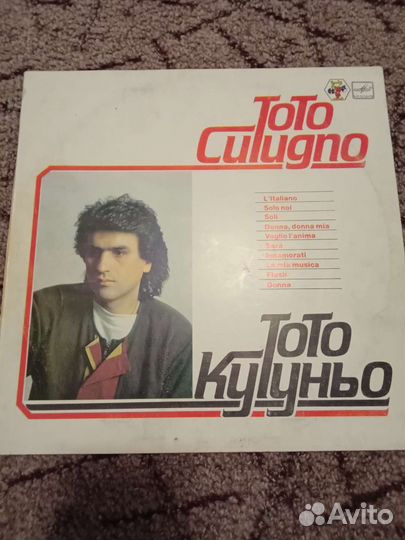 Toto
Cutugno
L'Italiano
Solo noi
Soli
Donna, donna mia
Voglio l'anima
Sarà
Innamorati
La mia musica
Flash
Donna
Тото
Кутуньо
Avito